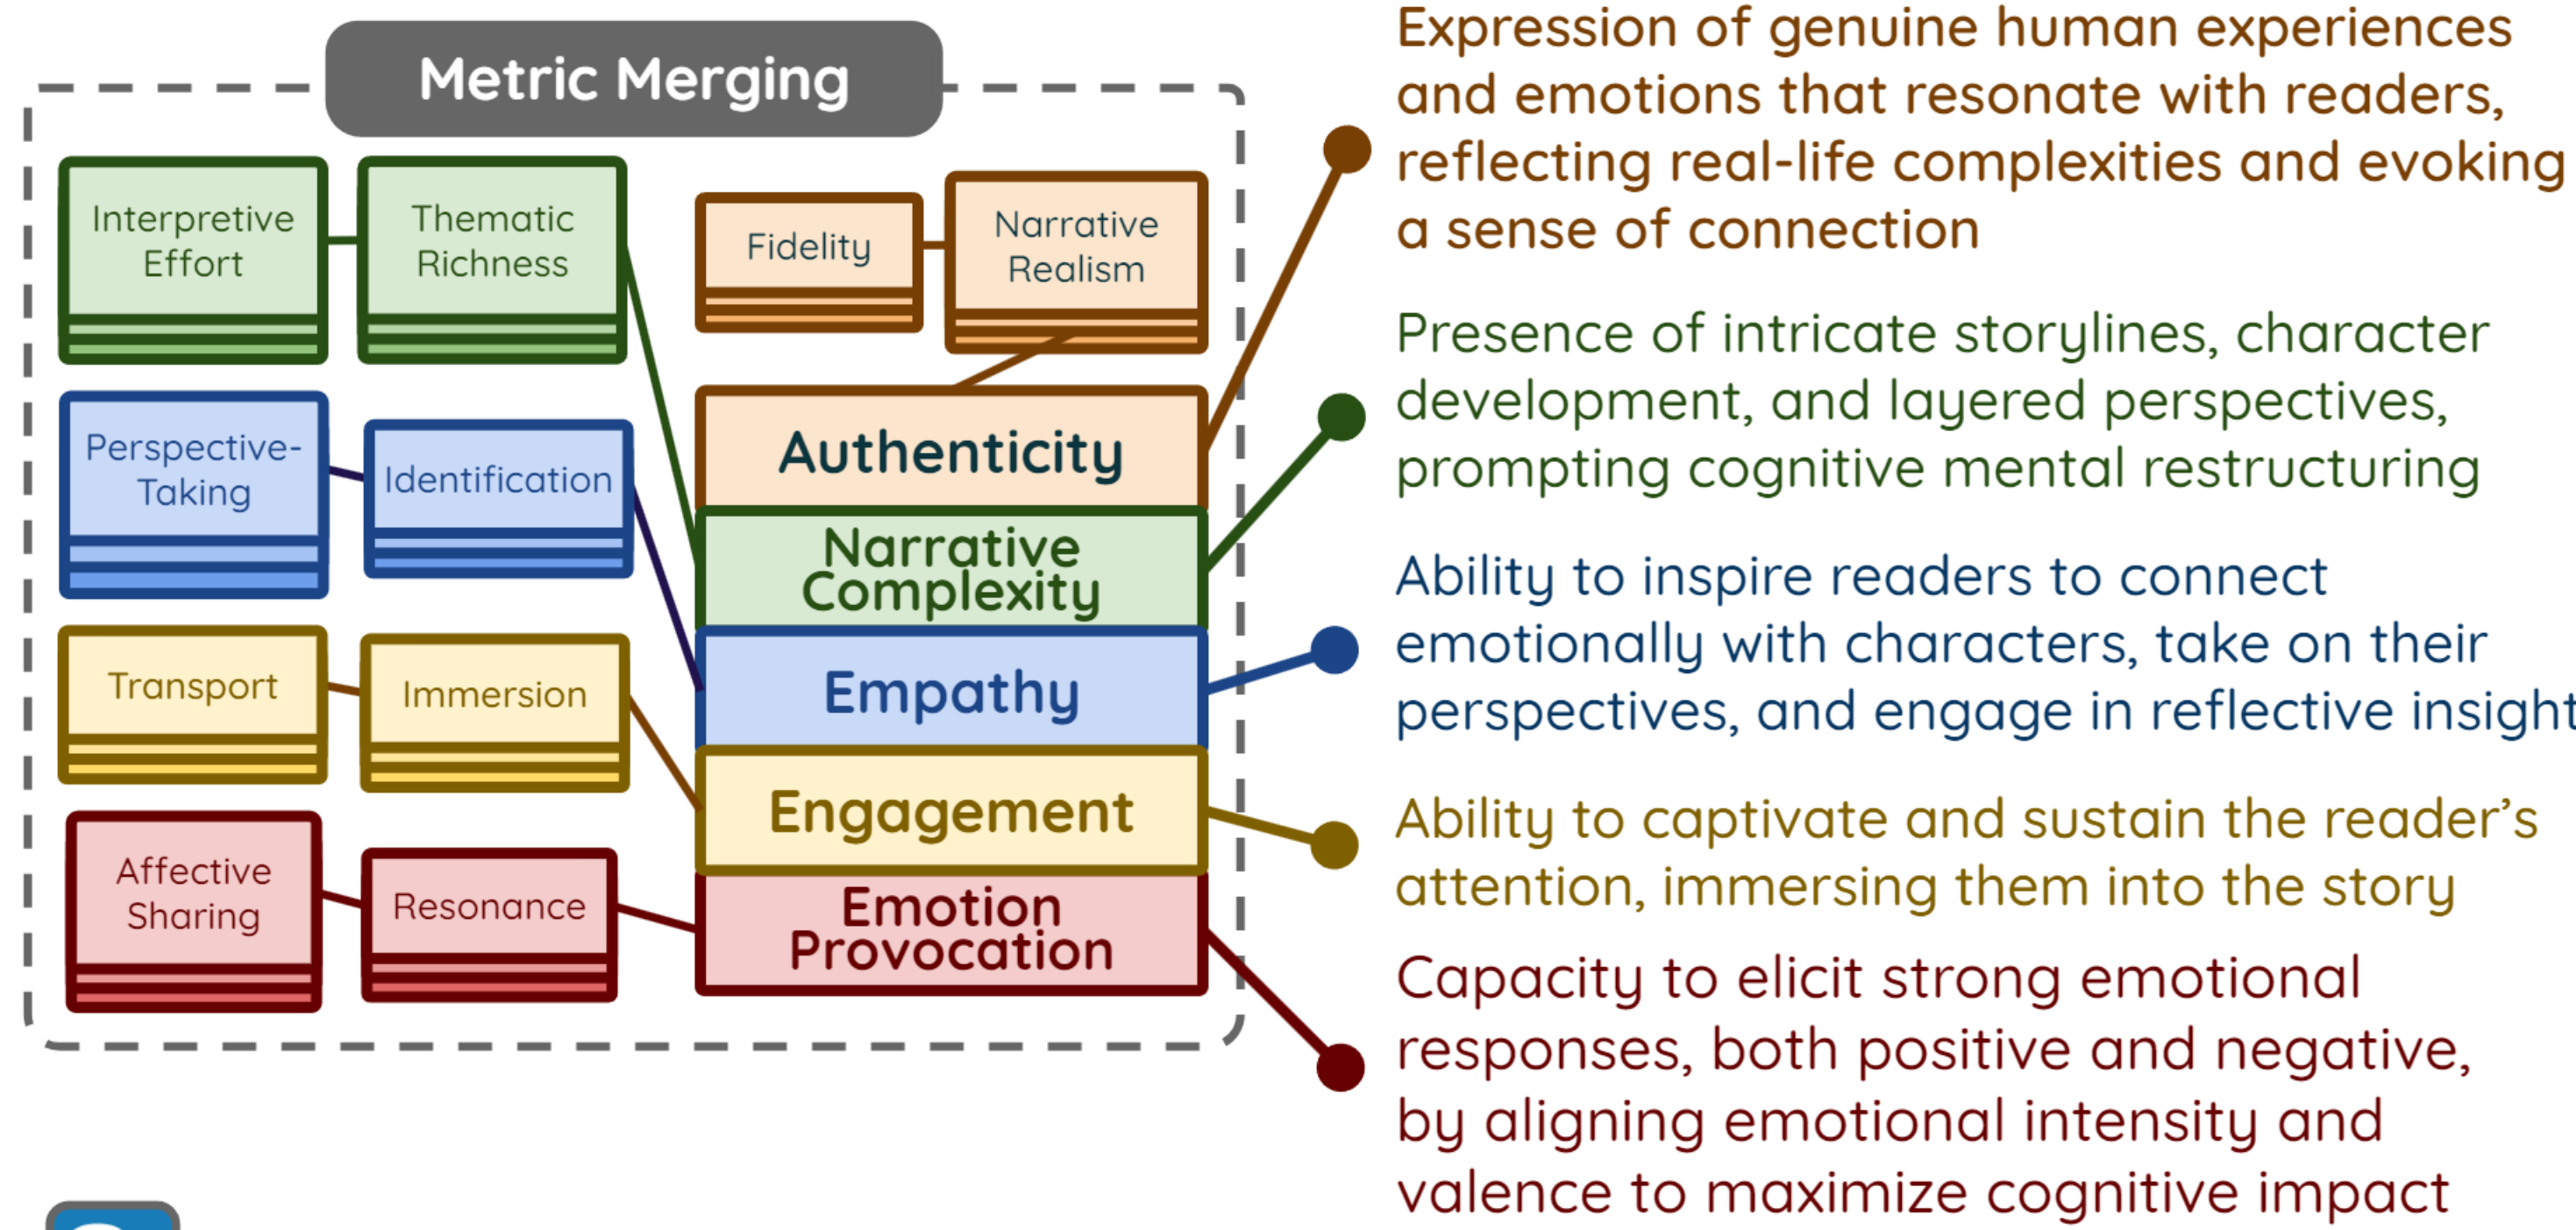 Metric Merging
Interpretive
Effort
Thematic
Richness
Fidelity
Narrative
Realism
Perspective-
Taking
Identification
Transport
Immersion
Affective
Sharing
Resonance
Authenticity
Narrative
Complexity
Empathy
Engagement
Emotion
Provocation
Expression of genuine human experiences
and emotions that resonate with readers,
reflecting real-life complexities and evoking
a sense of connection
Presence of intricate storylines, character
development, and layered perspectives,
prompting cognitive mental restructuring
Ability to inspire readers to connect
emotionally with characters, take on their
perspectives, and engage in reflective insight
Ability to captivate and sustain the reader’s
attention, immersing them into the story
Capacity to elicit strong emotional
responses, both positive and negative,
by aligning emotional intensity and
valence to maximize cognitive impact